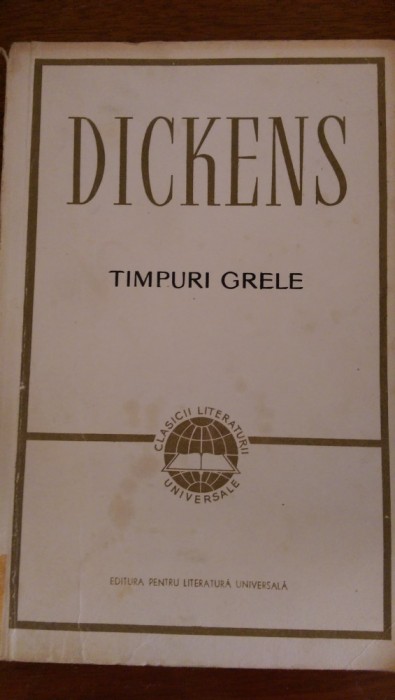 DICKENS
TIMPURI GRELE
CLASICII LITERATURII
UNIVERSALE
EDITURA PENTRU LITERATURĂ UNIVERSALĂ